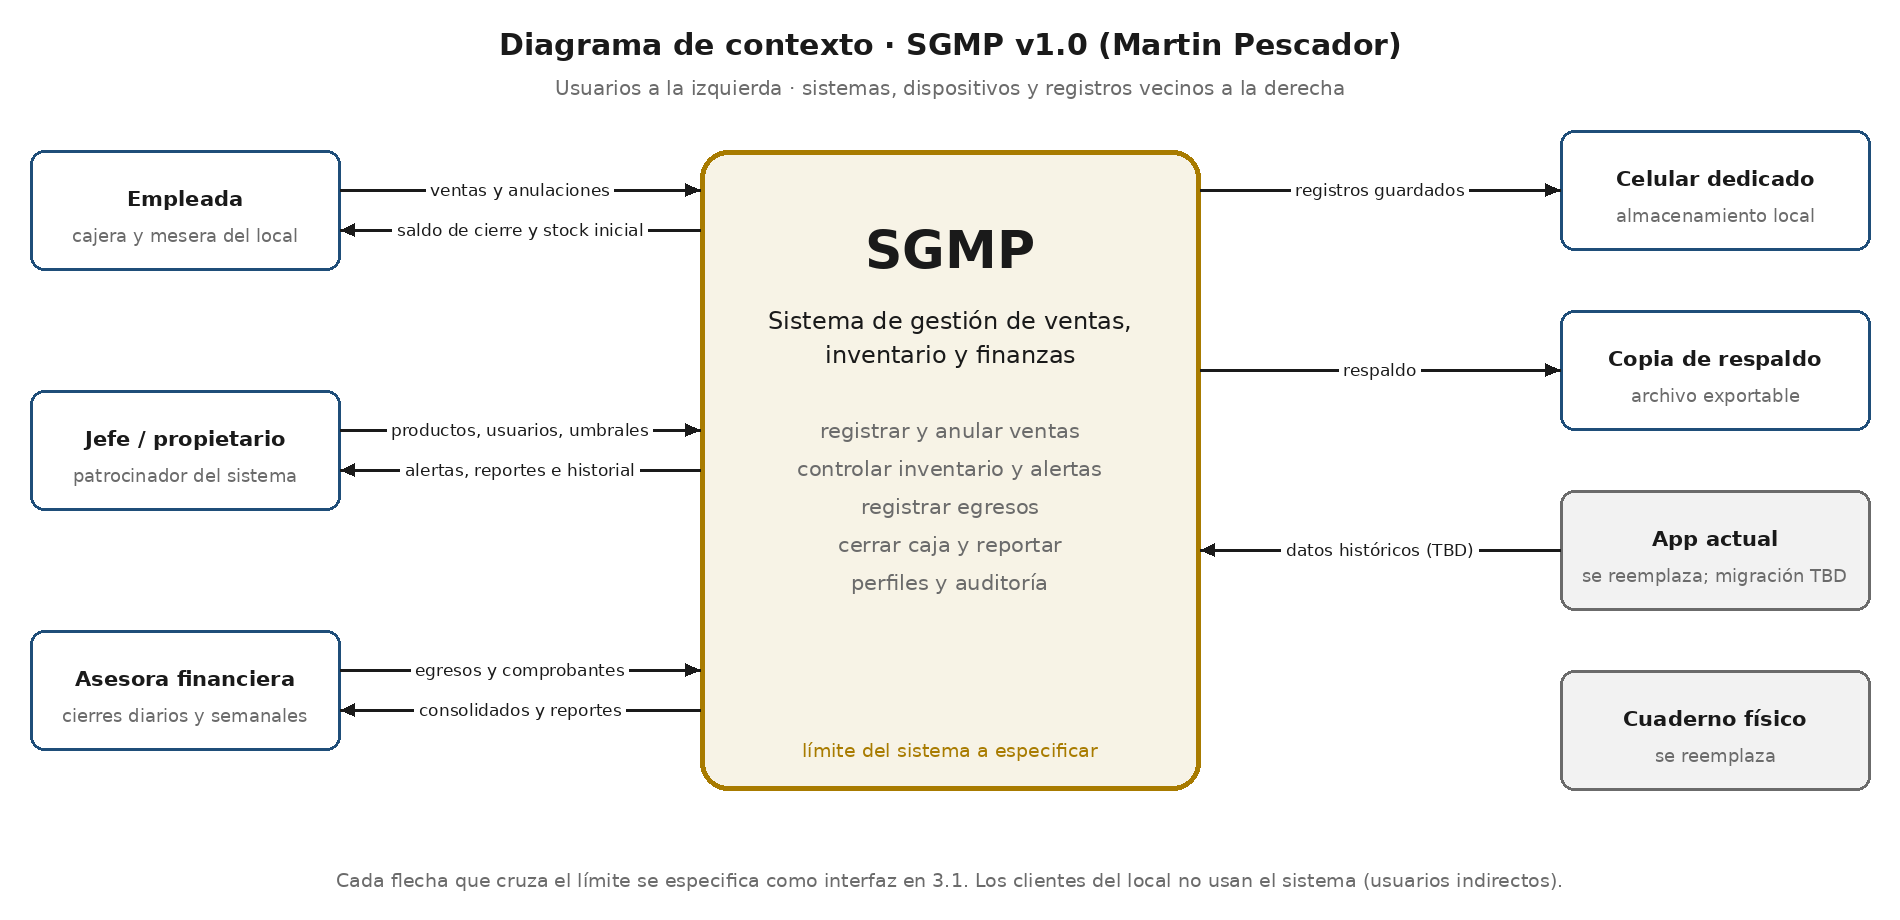 Diagrama de contexto · SGMP v1.0 (Martin Pescador)
Usuarios a la izquierda · sistemas, dispositivos y registros vecinos a la derecha
Empleada
cajera y mesera del local
ventas y anulaciones
saldo de cierre y stock inicial
Jefe / propietario
patrocinador del sistema
productos, usuarios, umbrales
alertas, reportes e historial
Asesora financiera
cierres diarios y semanales
egresos y comprobantes
consolidados y reportes
SGMP
Sistema de gestión de ventas,
inventario y finanzas
registrar y anular ventas
controlar inventario y alertas
registrar egresos
cerrar caja y reportar
perfiles y auditoría
límite del sistema a especificar
registros guardados
Celular dedicado
almacenamiento local
respaldo
Copia de respaldo
archivo exportable
datos históricos (TBD)
App actual
se reemplaza; migración TBD
Cuaderno físico
se reemplaza
Cada flecha que cruza el límite se especifica como interfaz en 3.1. Los clientes del local no usan el sistema (usuarios indirectos).